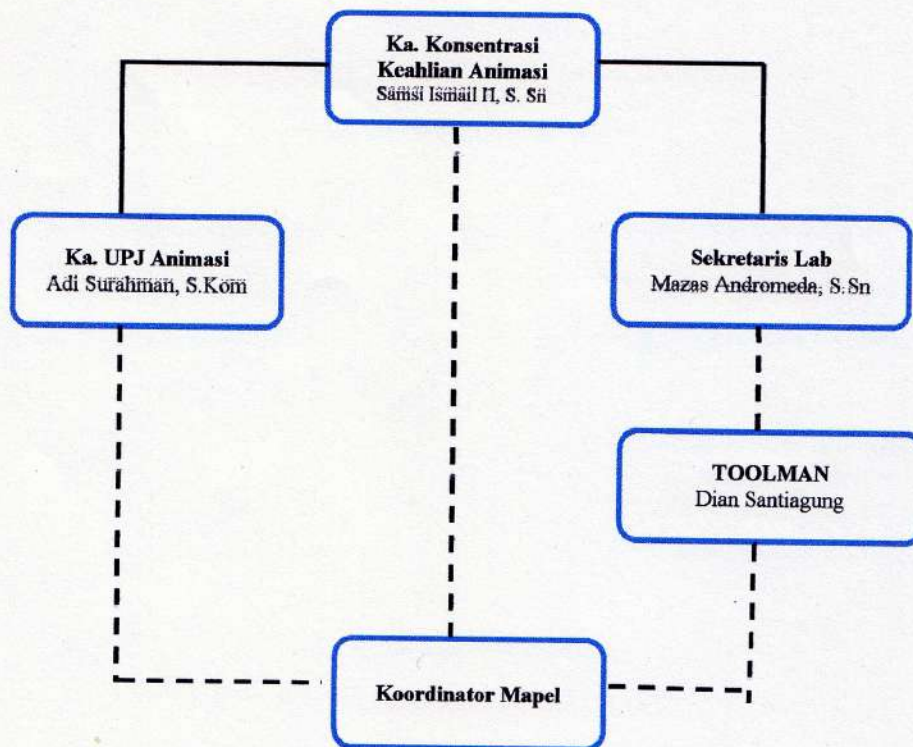 Ka. Konsentrasi
Keahlian Animasi
Samsi Ismail H, S. Sn
Ka. UPJ Animasi
Adi Surahman, S.Kom
Sekretaris Lab
Mazas Andromeda, S.Sn
TOOLMAN
Dian Santiagung
Koordinator Mapel